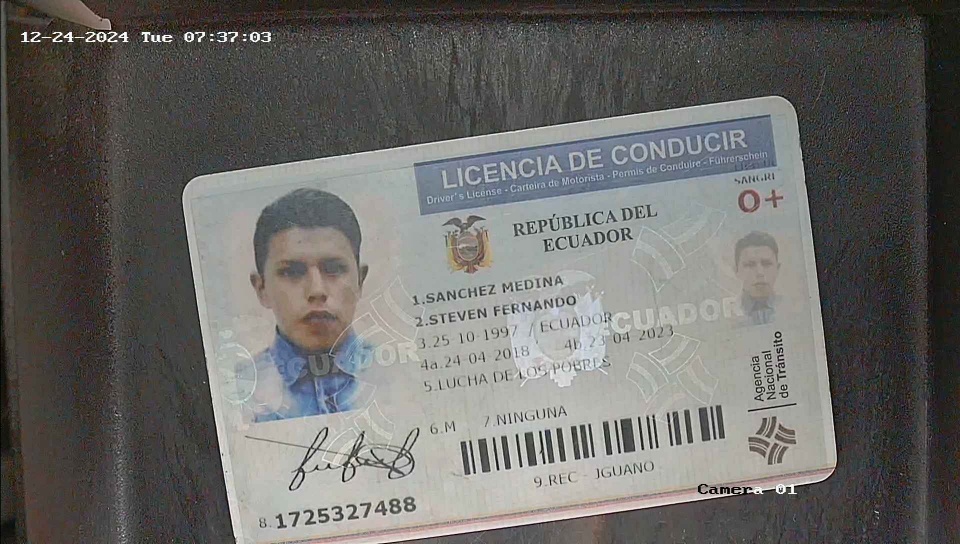 12-24-2024 Tue 07:37:03
LICENCIA DE CONDUCIR
Driver's License - Carteira de Motorista - Permis de Conduire - Führerschein
SANGRE
O+
REPÚBLICA DEL
ECUADOR
1.SANCHEZ MEDINA
2.STEVEN FERNANDO
3.25-10-1997 / ECUADOR
4a.24-04-2018 4b.23-04-2023
5.LUCHA DE LOS POBRES
ECUADOR
ECUADOR
6.M 7.NINGUNA
9.REC - JGUANO
8.1725327488
Agencia
Nacional
de Tránsito
Camera 01